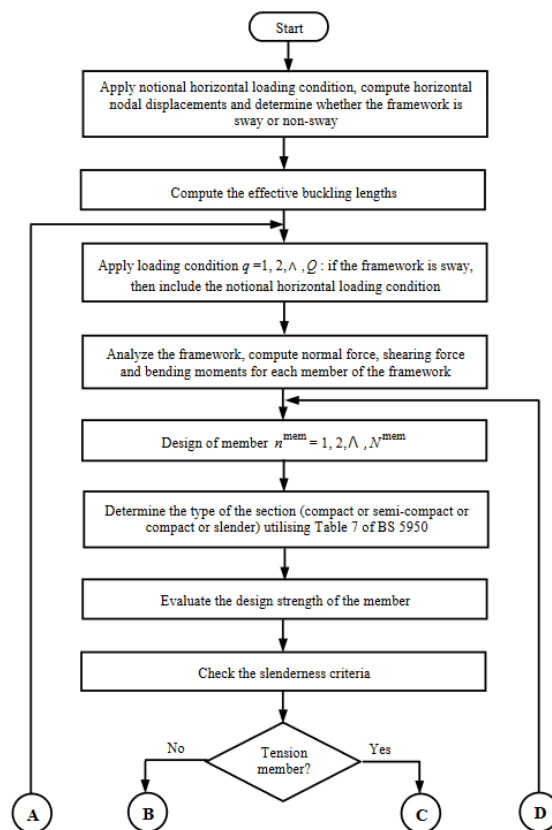 Start
Apply notional horizontal loading condition, compute horizontal
nodal displacements and determine whether the framework is
sway or non-sway
Compute the effective buckling lengths
Apply loading condition q =1, 2,Λ , Q : if the framework is sway,
then include the notional horizontal loading condition
Analyze the framework, compute normal force, shearing force
and bending moments for each member of the framework
Design of member n^mem = 1, 2,Λ , N^mem
Determine the type of the section (compact or semi-compact or
compact or slender) utilising Table 7 of BS 5950
Evaluate the design strength of the member
Check the slenderness criteria
No
Tension
member?
Yes
A
B
C
D